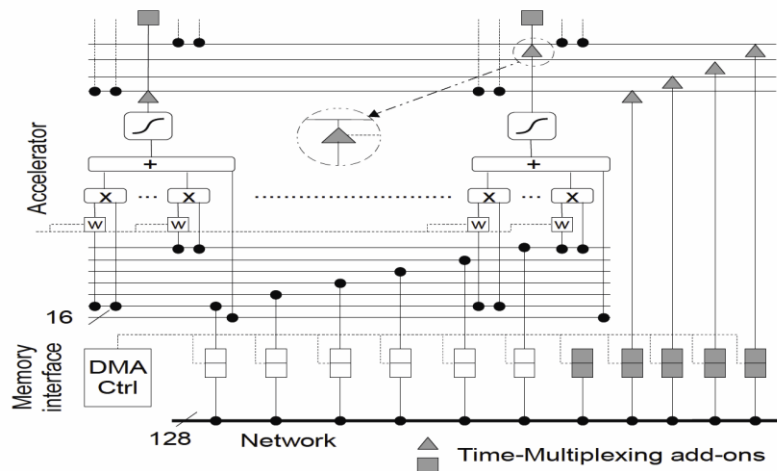 Accelerator
+
+
X
...
X
X
...
X
W
W
W
W
16
Memory
interface
DMA
Ctrl
128
Network
Time-Multiplexing add-ons